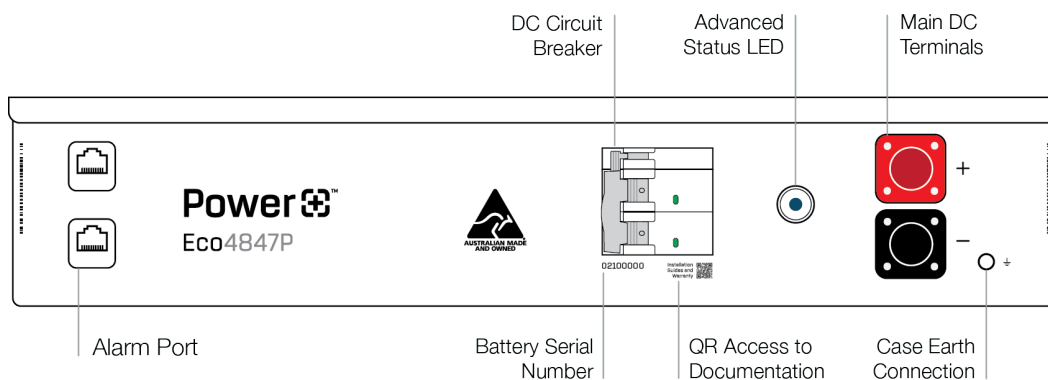 DC Circuit
Breaker
Advanced
Status LED
Main DC
Terminals
Power™
Eco4847P
AUSTRALIAN MADE
AND OWNED
+
−
02100000
Installation
Guides and
Warranty
Alarm Port
Battery Serial
Number
QR Access to
Documentation
Case Earth
Connection